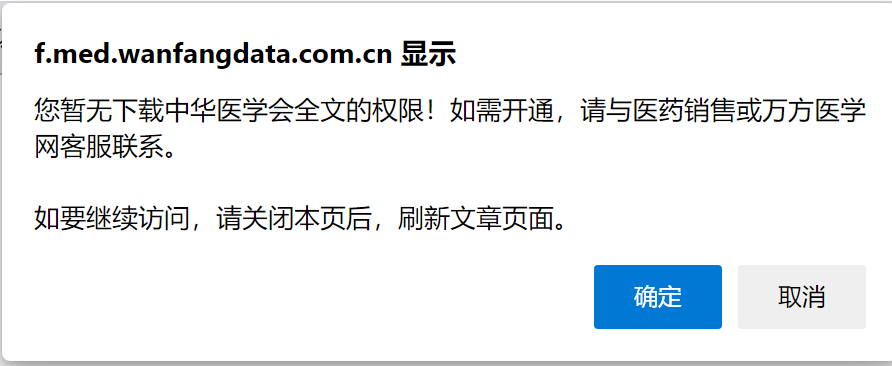 f.med.wanfangdata.com.cn 显示
您暂无下载中华医学会全文的权限！如需开通，请与医药销售或万方医学
网客服联系。
如要继续访问，请关闭本页后，刷新文章页面。
确定
取消